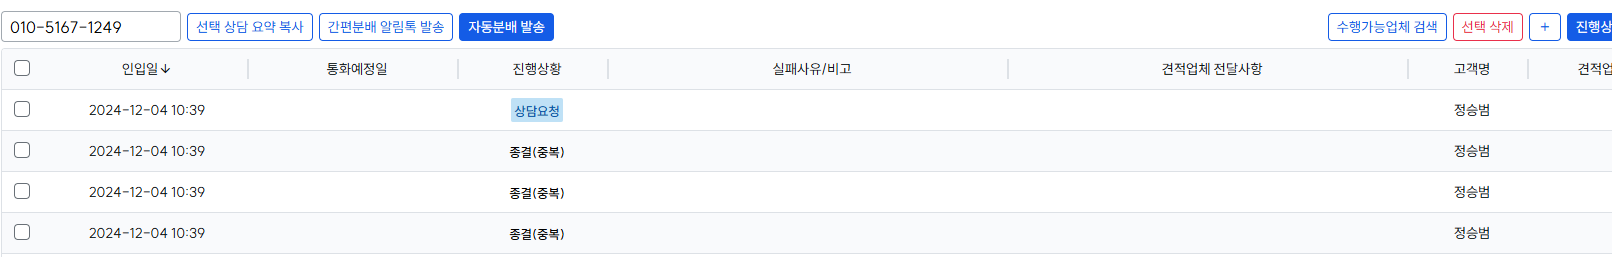 010-5167-1249 선택 상담 요약 복사 간편분배 알림톡 발송 자동분배 발송 수행가능업체 검색 선택 삭제 + 진행상
인입일↓ 통화예정일 진행상황 실패사유/비고 견적업체 전달사항 고객명 견적업
2024-12-04 10:39 상담요청 정승범
2024-12-04 10:39 종결(중복) 정승범
2024-12-04 10:39 종결(중복) 정승범
2024-12-04 10:39 종결(중복) 정승범